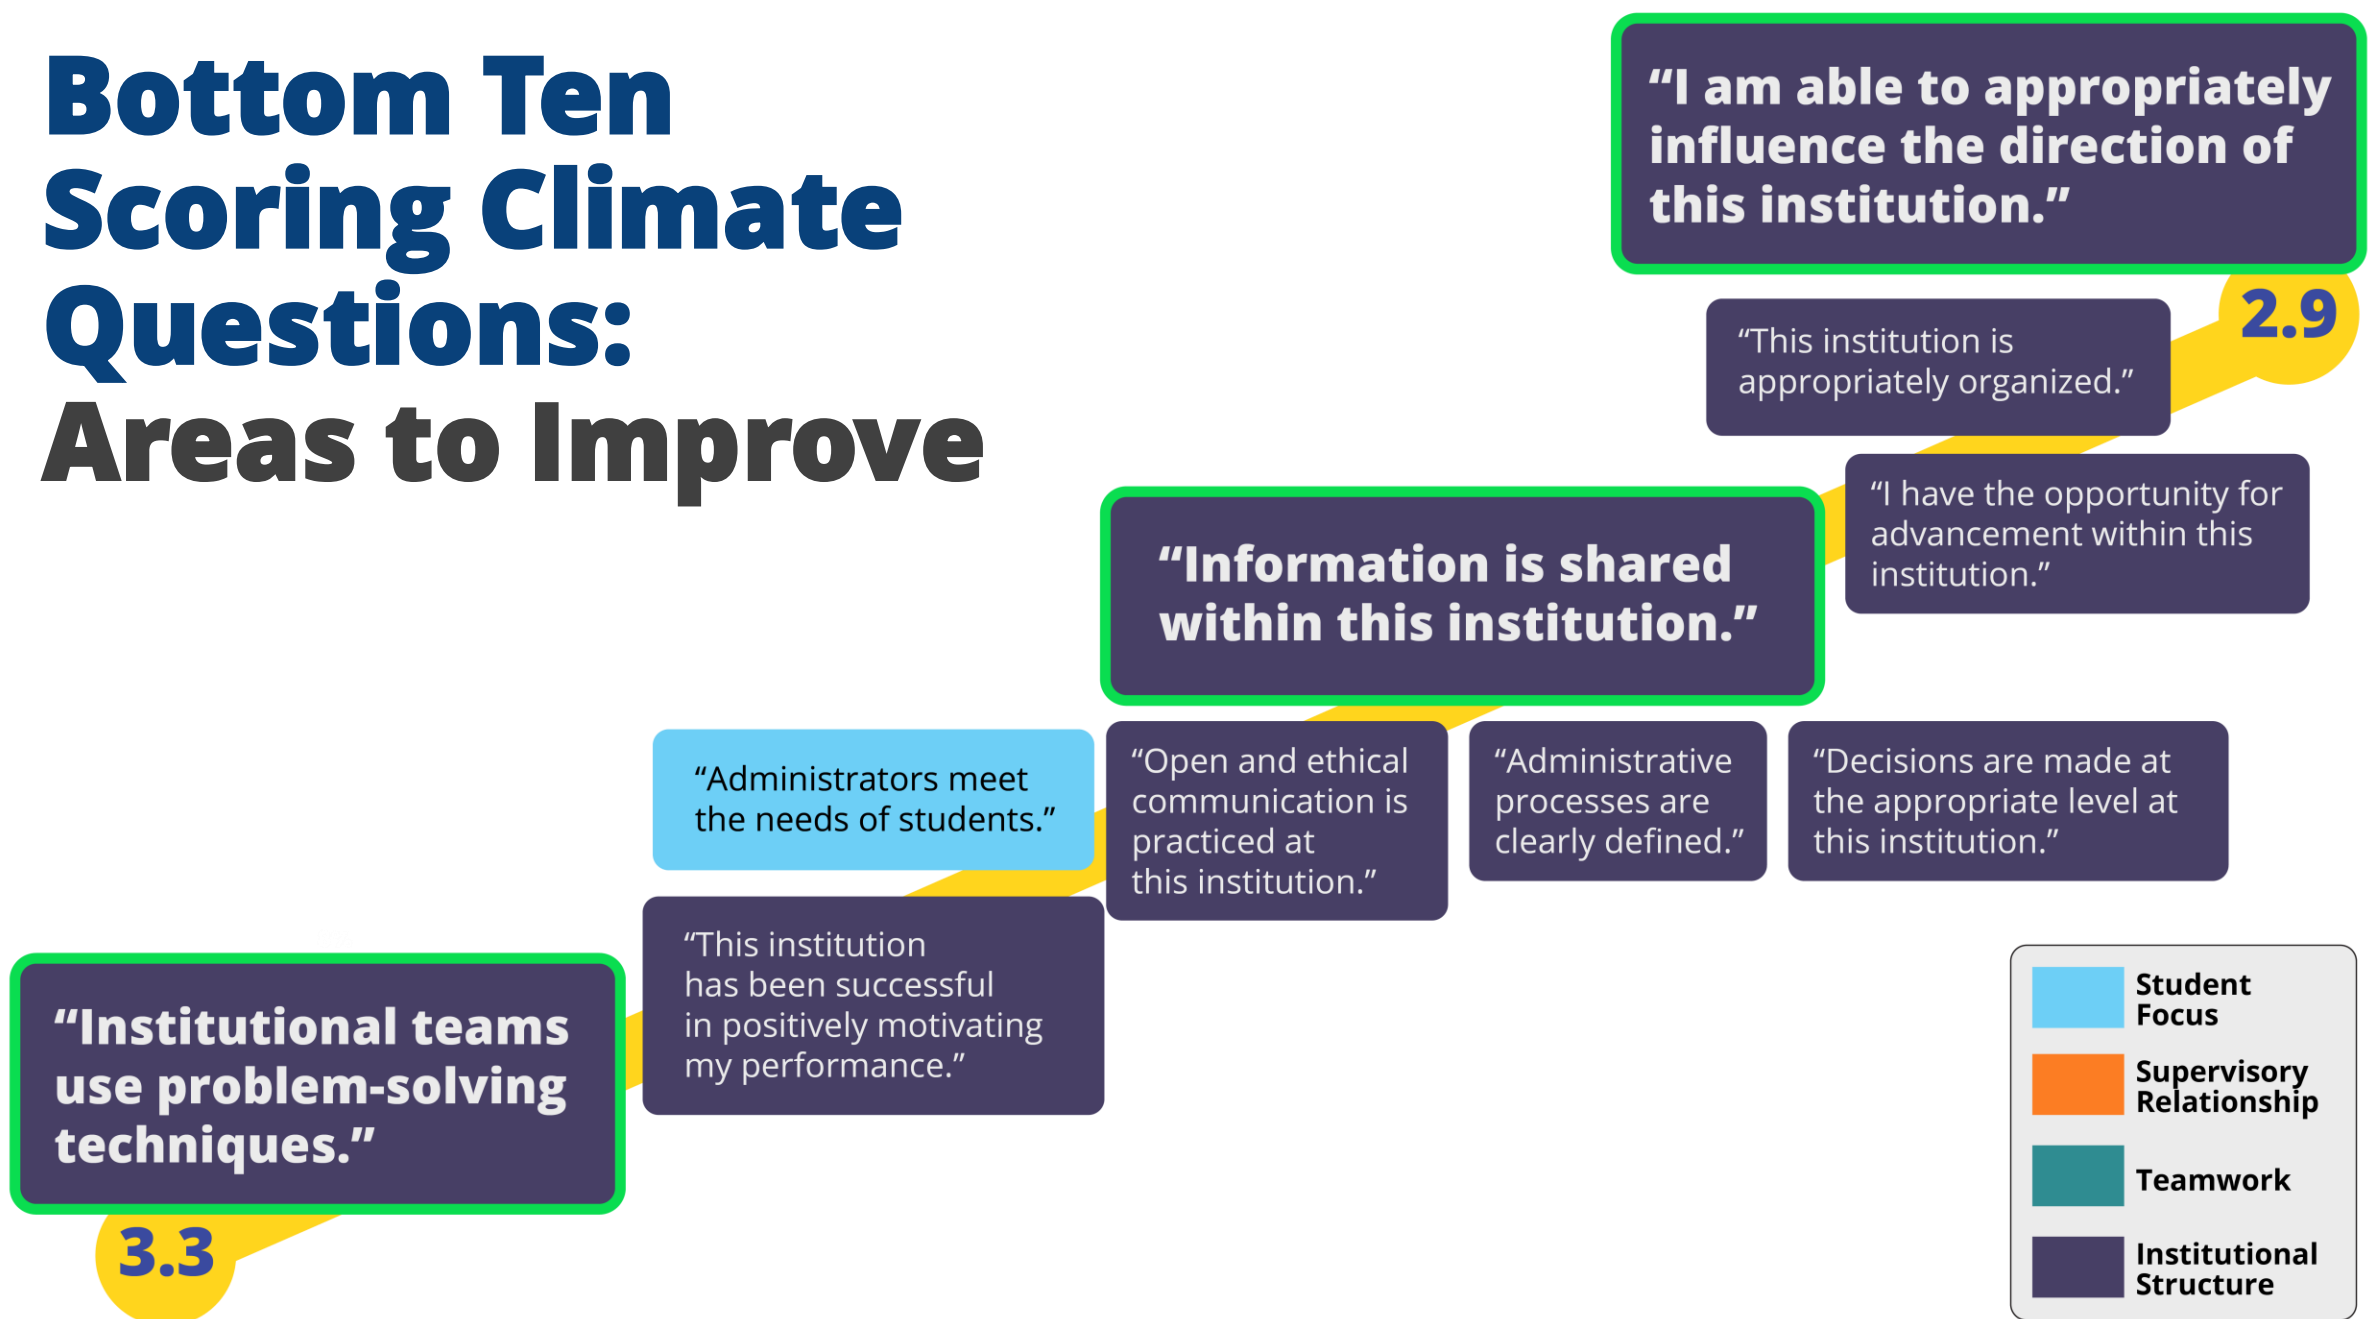 Bottom Ten
Scoring Climate
Questions:
Areas to Improve
“I am able to appropriately
influence the direction of
this institution.”
2.9
“This institution is
appropriately organized.”
“I have the opportunity for
advancement within this
institution.”
“Information is shared
within this institution.”
“Administrators meet
the needs of students.”
“Open and ethical
communication is
practiced at
this institution.”
“Administrative
processes are
clearly defined.”
“Decisions are made at
the appropriate level at
this institution.”
“This institution
has been successful
in positively motivating
my performance.”
“Institutional teams
use problem-solving
techniques.”
3.3
Student
Focus
Supervisory
Relationship
Teamwork
Institutional
Structure